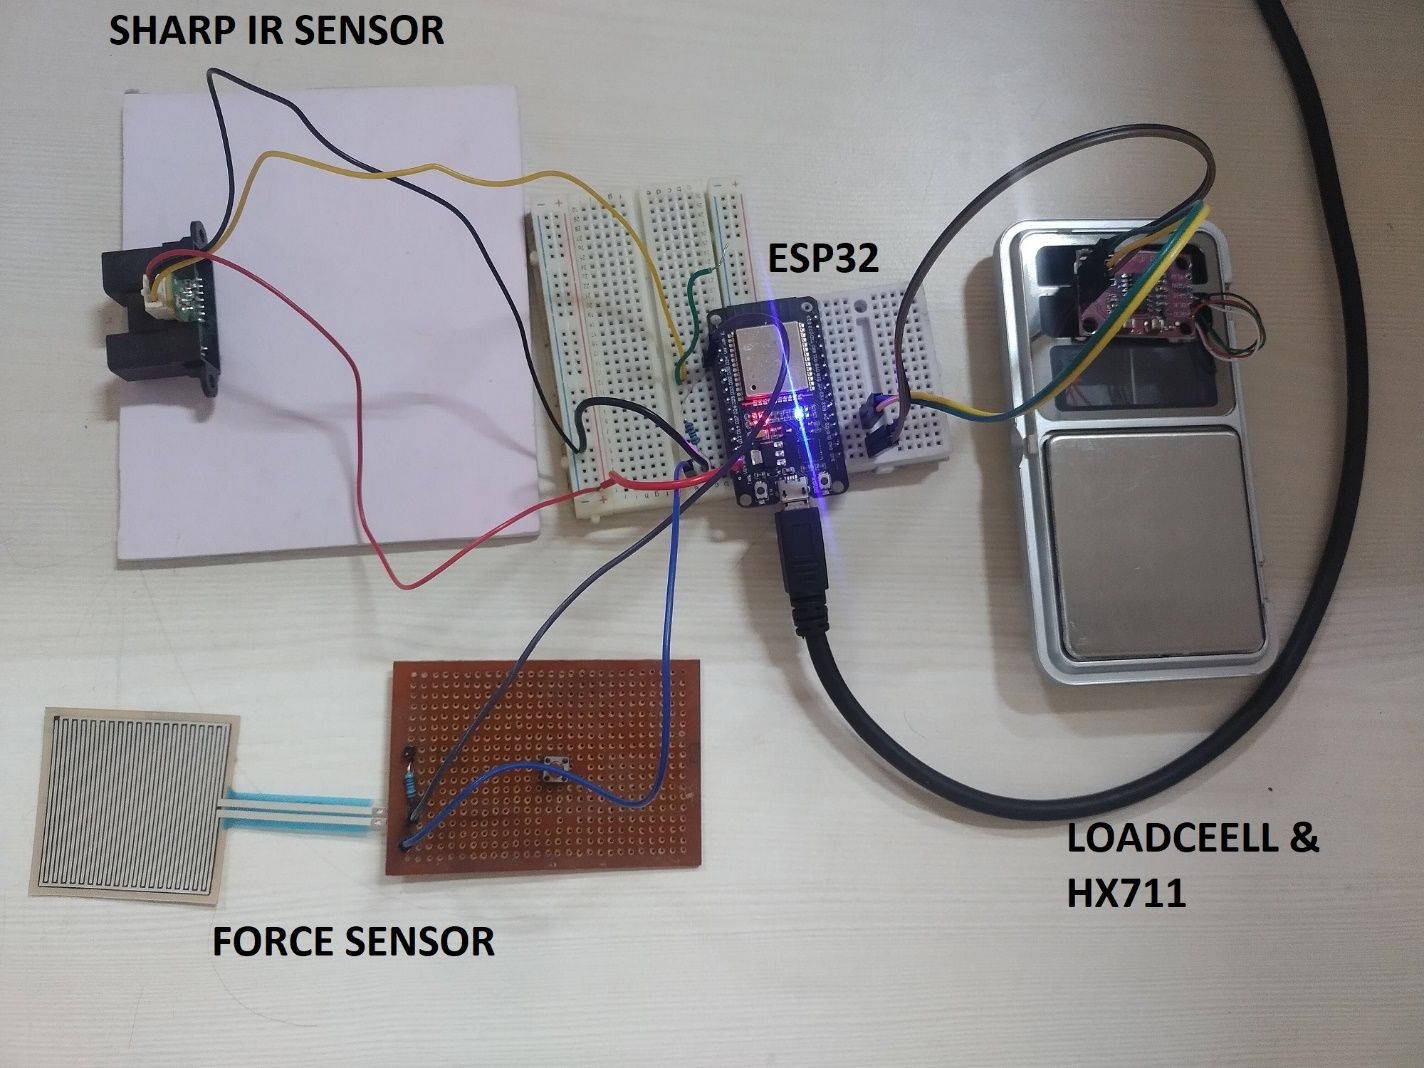 SHARP IR SENSOR
ESP32
LOADCEELL &
HX711
FORCE SENSOR